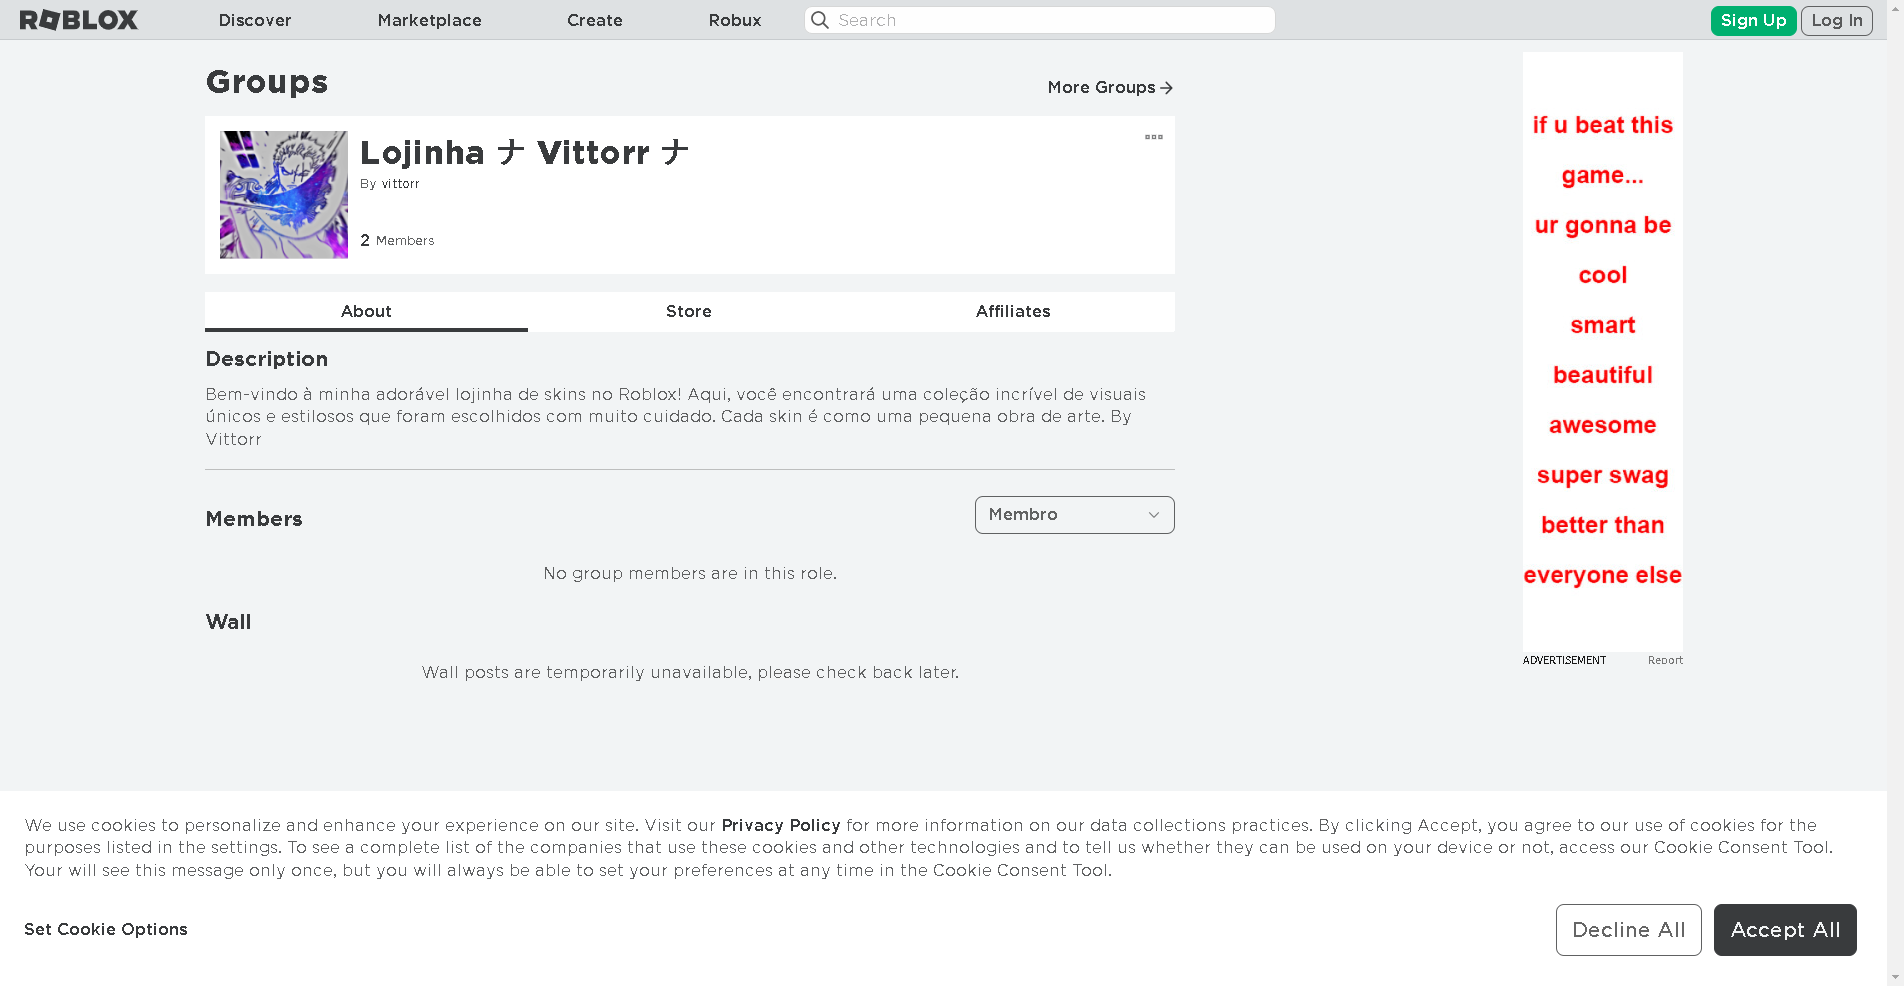 ROBLOX Discover Marketplace Create Robux Search Sign Up Log In
Groups
More Groups
Lojinha ナ Vittorr ナ
By vittorr
2 Members
About Store Affiliates
Description
Bem-vindo à minha adorável lojinha de skins no Roblox! Aqui, você encontrará uma coleção incrível de visuais
únicos e estilosos que foram escolhidos com muito cuidado. Cada skin é como uma pequena obra de arte. By
Vittorr
Members
Membro
No group members are in this role.
Wall
Wall posts are temporarily unavailable, please check back later.
if u beat this
game...
ur gonna be
cool
smart
beautiful
awesome
super swag
better than
everyone else
ADVERTISEMENT Report
We use cookies to personalize and enhance your experience on our site. Visit our Privacy Policy for more information on our data collections practices. By clicking Accept, you agree to our use of cookies for the
purposes listed in the settings. To see a complete list of the companies that use these cookies and other technologies and to tell us whether they can be used on your device or not, access our Cookie Consent Tool.
Your will see this message only once, but you will always be able to set your preferences at any time in the Cookie Consent Tool.
Set Cookie Options
Decline All Accept All